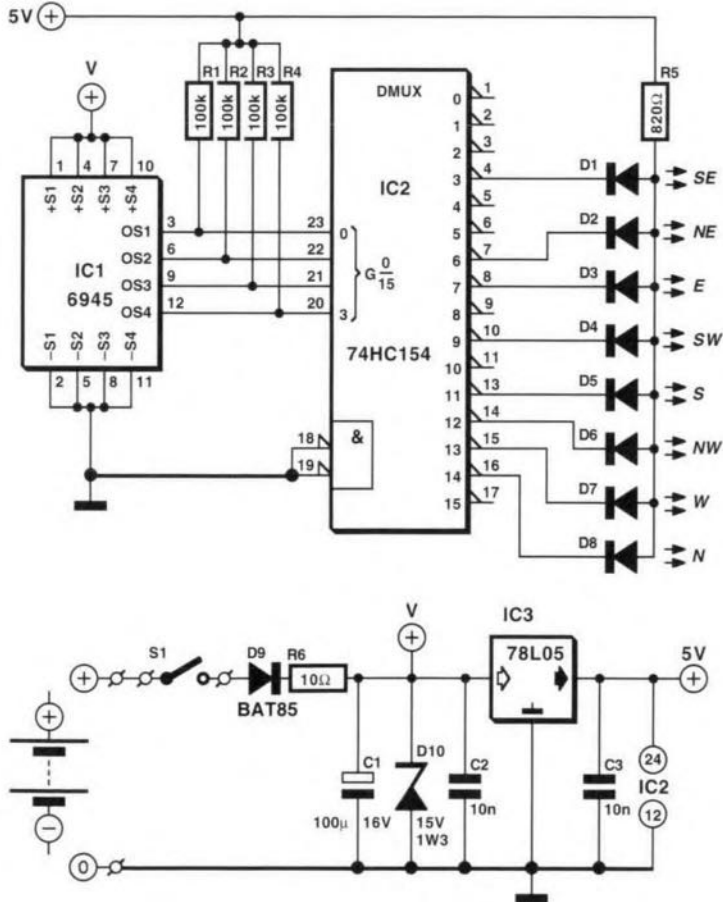 5V
V
R1 R2 R3 R4
100k 100k 100k 100k
R5
820Ω
1 4 7 10
+S1 +S2 +S3 +S4
IC1
6945
OS1 3
OS2 6
OS3 9
OS4 12
−S1 −S2 −S3 −S4
2 5 8 11
DMUX
IC2
74HC154
23 0
22
21
20 3
G 0/15
18 &
19
0 1
1 2
2 3
3 4
4 5
5 6
6 7
7 8
8 9
9 10
10 11
11 13
12 14
13 15
14 16
15 17
D1 SE
D2 NE
D3 E
D4 SW
D5 S
D6 NW
D7 W
D8 N
S1
D9
BAT85
R6
10Ω
V
IC3
78L05
5V
C1
100µ 16V
D10
15V
1W3
C2
10n
C3
10n
24
IC2
12
0